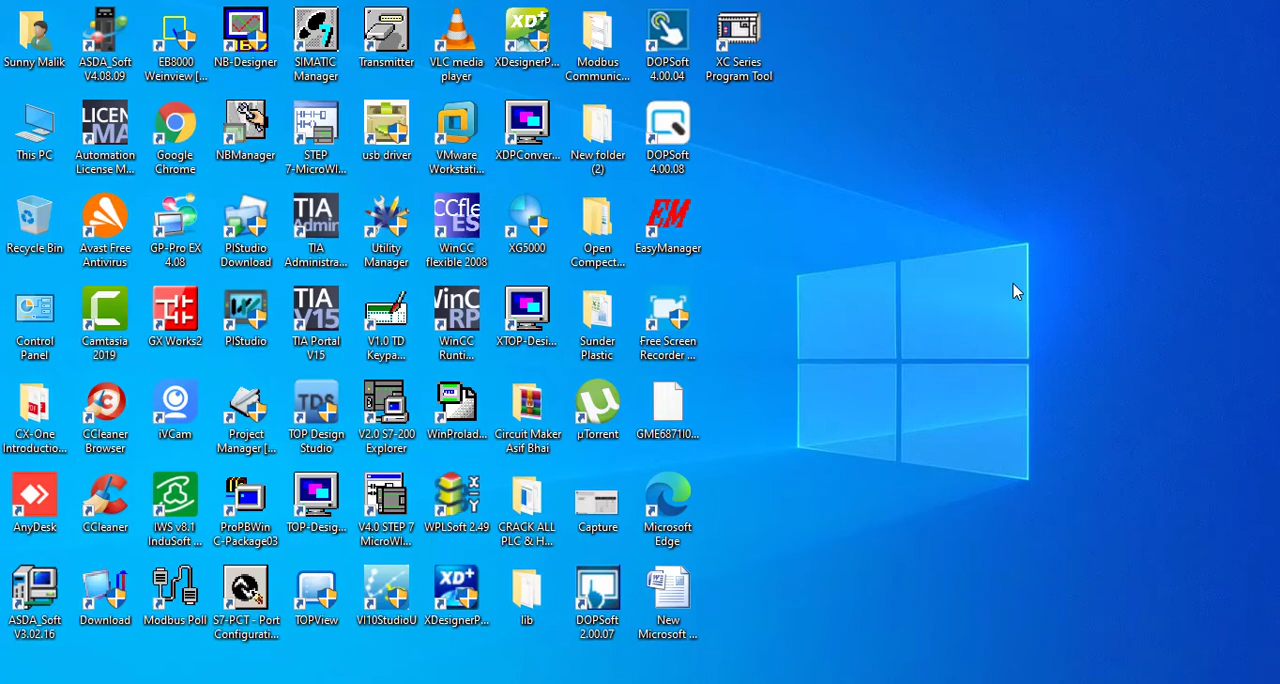 Sunny Malik
ASDA_Soft
V4.08.09
EB8000
Weinview [...
NB-Designer
SIMATIC
Manager
Transmitter
VLC media
player
XDesignerP...
Modbus
Communic...
DOPSoft
4.00.04
XC Series
Program Tool
This PC
Automation
License M...
Google
Chrome
NBManager
STEP
7-MicroWI...
usb driver
VMware
Workstati...
XDPConver...
New folder
(2)
DOPSoft
4.00.08
Recycle Bin
Avast Free
Antivirus
GP-Pro EX
4.08
PIStudio
Download
TIA
Administra...
Utility
Manager
WinCC
flexible 2008
XG5000
Open
Compect...
EasyManager
Control
Panel
Camtasia
2019
GX Works2
PIStudio
TIA Portal
V15
V1.0 TD
Keypa...
WinCC
Runti...
XTOP-Desi...
Sunder
Plastic
Free Screen
Recorder ...
CX-One
Introductio...
CCleaner
Browser
iVCam
Project
Manager [...
TOP Design
Studio
V2.0 S7-200
Explorer
WinProlad...
Circuit Maker
Asif Bhai
µTorrent
GME6871I0...
AnyDesk
CCleaner
IWS v8.1
InduSoft ...
ProPBWin
C-Package03
TOP-Desig...
V4.0 STEP 7
MicroWI...
WPLSoft 2.49
CRACK ALL
PLC & H...
Capture
Microsoft
Edge
ASDA_Soft
V3.02.16
Download
Modbus Poll
S7-PCT - Port
Configurati...
TOPView
VI10StudioU
XDesignerP...
lib
DOPSoft
2.00.07
New
Microsoft ...